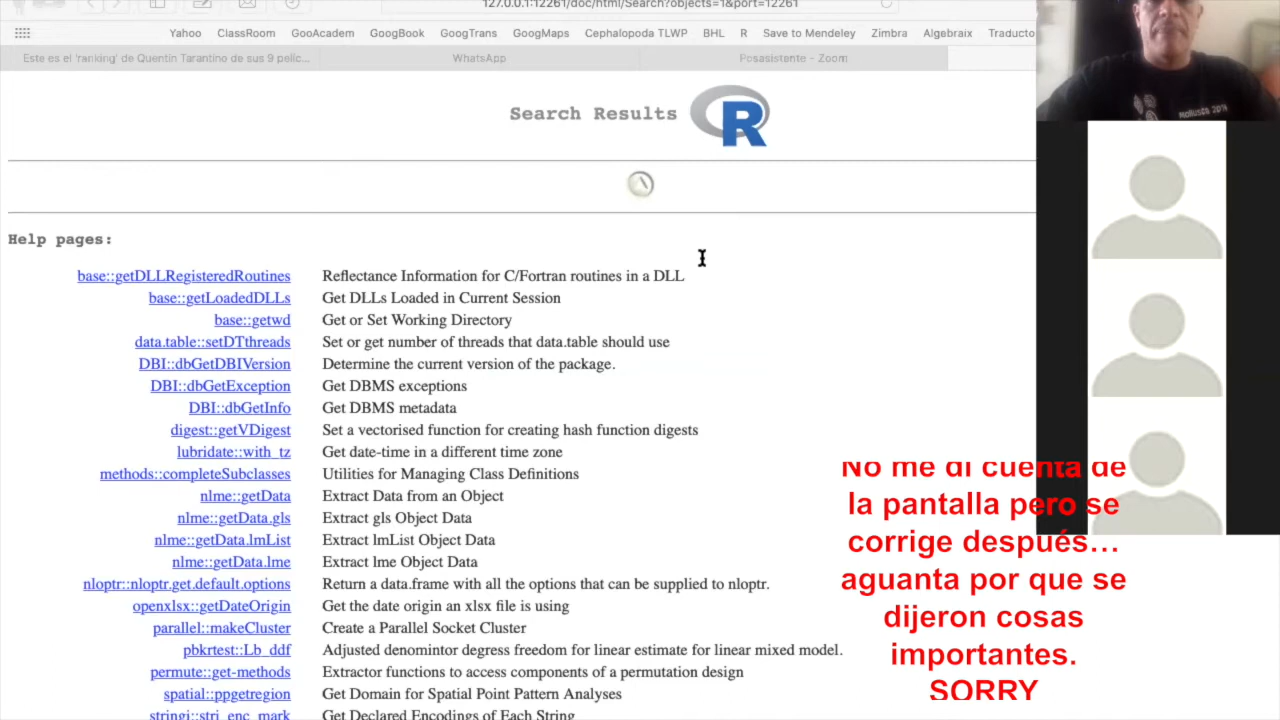 127.0.0.1:12261/doc/html/Search?objects=1&port=12261
Yahoo ClassRoom GooAcadem GoogBook GoogTrans GoogMaps Cephalopoda TLWP BHL R Save to Mendeley Zimbra Algebraix Traducto
Este es el 'ranking' de Quentin Tarantino de sus 9 pelíc... WhatsApp Posasistente - Zoom
Search Results R
Help pages:
base::getDLLRegisteredRoutines Reflectance Information for C/Fortran routines in a DLL
base::getLoadedDLLs Get DLLs Loaded in Current Session
base::getwd Get or Set Working Directory
data.table::setDTthreads Set or get number of threads that data.table should use
DBI::dbGetDBIVersion Determine the current version of the package.
DBI::dbGetException Get DBMS exceptions
DBI::dbGetInfo Get DBMS metadata
digest::getVDigest Set a vectorised function for creating hash function digests
lubridate::with_tz Get date-time in a different time zone
methods::completeSubclasses Utilities for Managing Class Definitions
nlme::getData Extract Data from an Object
nlme::getData.gls Extract gls Object Data
nlme::getData.lmList Extract lmList Object Data
nlme::getData.lme Extract lme Object Data
nloptr::nloptr.get.default.options Return a data.frame with all the options that can be supplied to nloptr.
openxlsx::getDateOrigin Get the date origin an xlsx file is using
parallel::makeCluster Create a Parallel Socket Cluster
pbkrtest::Lb_ddf Adjusted denomintor degress freedom for linear estimate for linear mixed model.
permute::get-methods Extractor functions to access components of a permutation design
spatial::ppgetregion Get Domain for Spatial Point Pattern Analyses
stringi::stri_enc_mark Get Declared Encodings of Each String
No me di cuenta de
la pantalla pero se
corrige después...
aguanta por que se
dijeron cosas
importantes.
SORRY